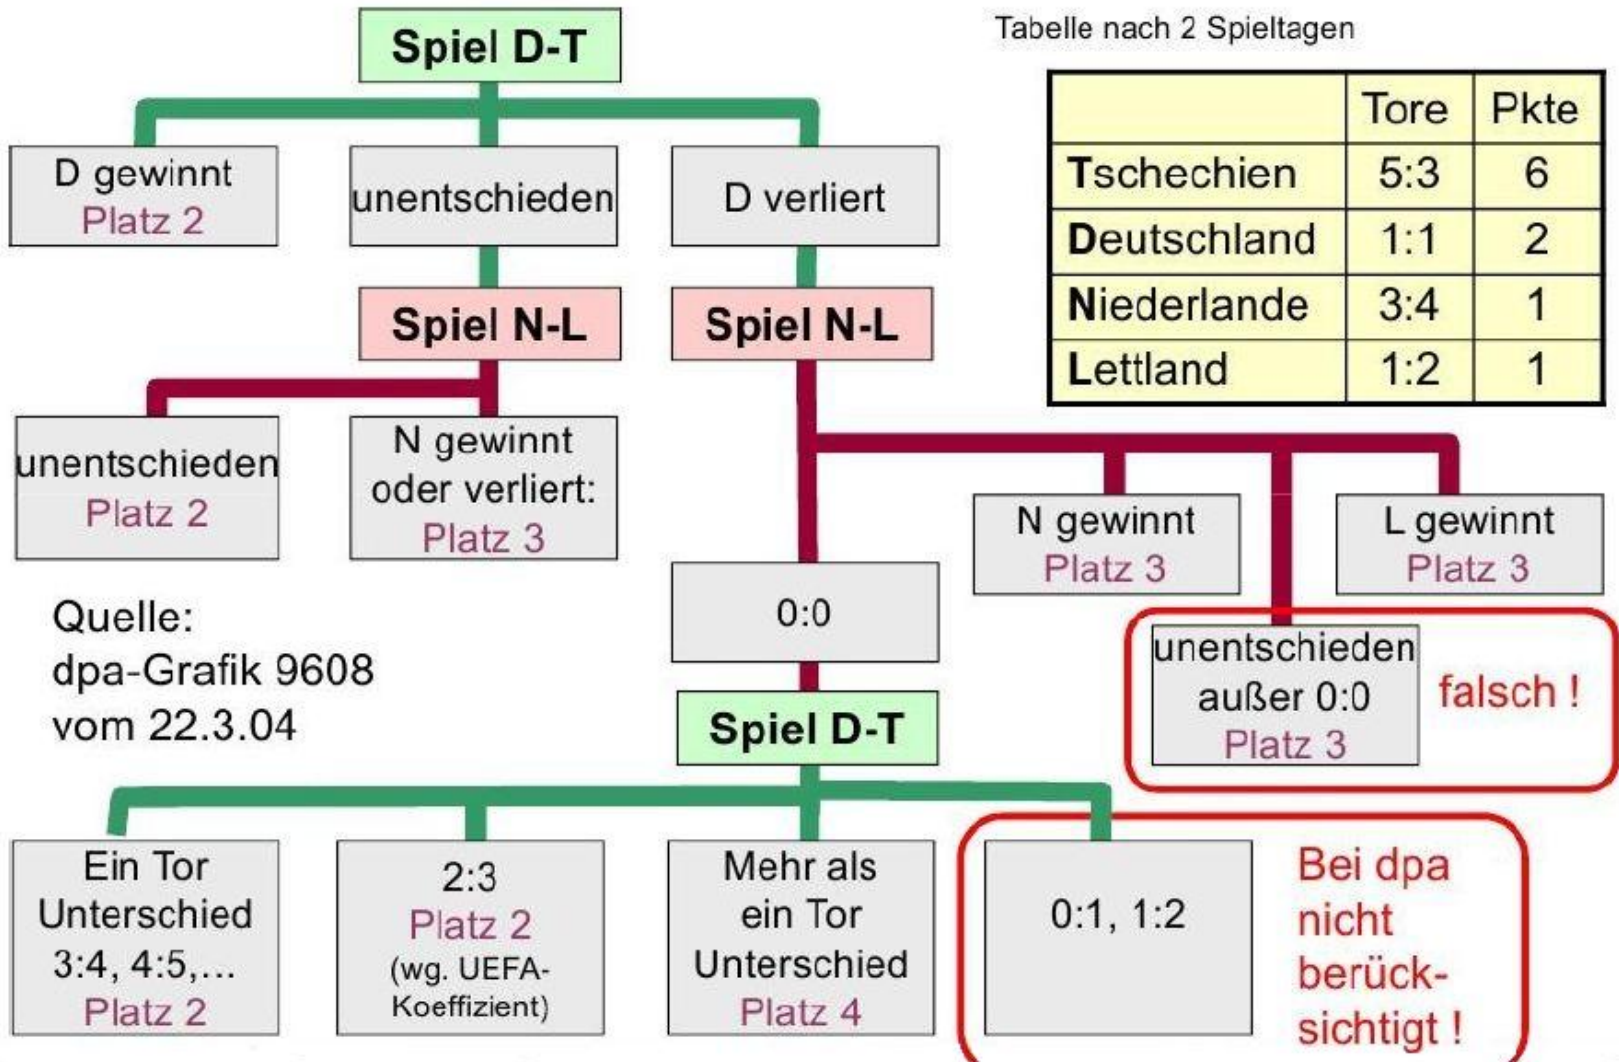 Spiel D-T
Tabelle nach 2 Spieltagen
Tore Pkte
Tschechien 5:3 6
Deutschland 1:1 2
Niederlande 3:4 1
Lettland 1:2 1
D gewinnt
Platz 2
unentschieden
D verliert
Spiel N-L
Spiel N-L
unentschieden
Platz 2
N gewinnt
oder verliert:
Platz 3
N gewinnt
Platz 3
L gewinnt
Platz 3
0:0
unentschieden
außer 0:0
Platz 3
falsch !
Quelle:
dpa-Grafik 9608
vom 22.3.04
Spiel D-T
Ein Tor
Unterschied
3:4, 4:5,...
Platz 2
2:3
Platz 2
(wg. UEFA-
Koeffizient)
Mehr als
ein Tor
Unterschied
Platz 4
0:1, 1:2
Bei dpa
nicht
berück-
sichtigt !